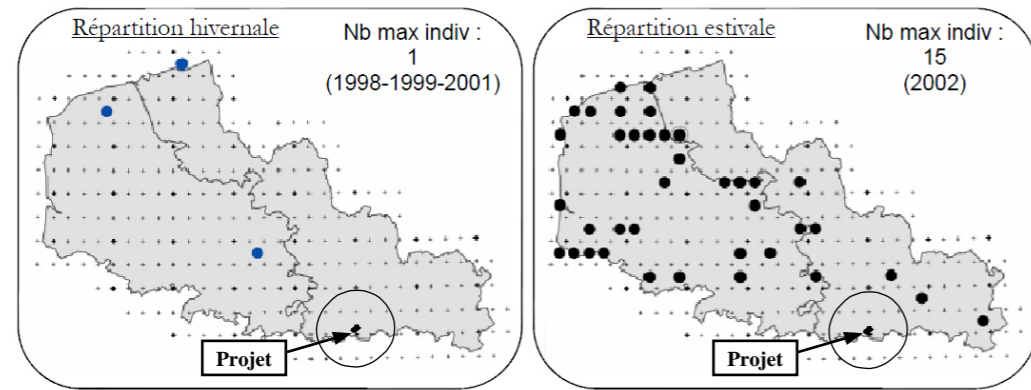 Répartition hivernale
Nb max indiv :
1
(1998-1999-2001)
Projet
Répartition estivale
Nb max indiv :
15
(2002)
Projet